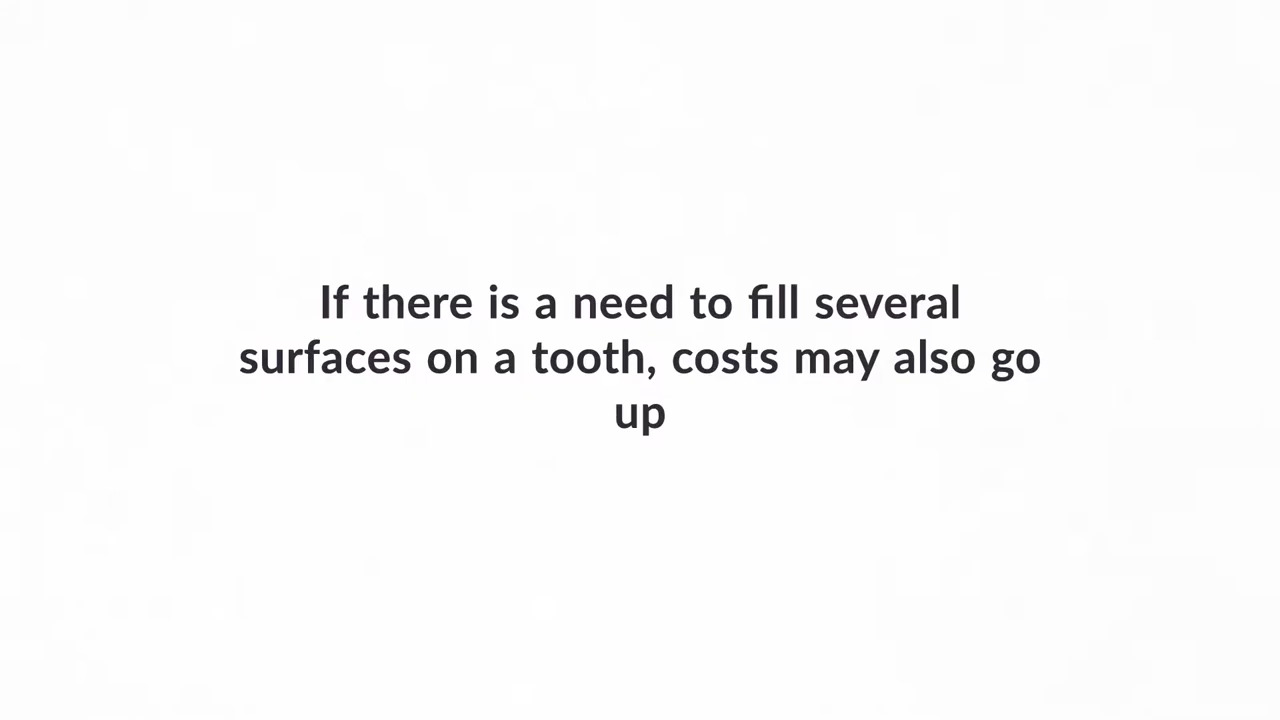 If there is a need to fill several
surfaces on a tooth, costs may also go
up